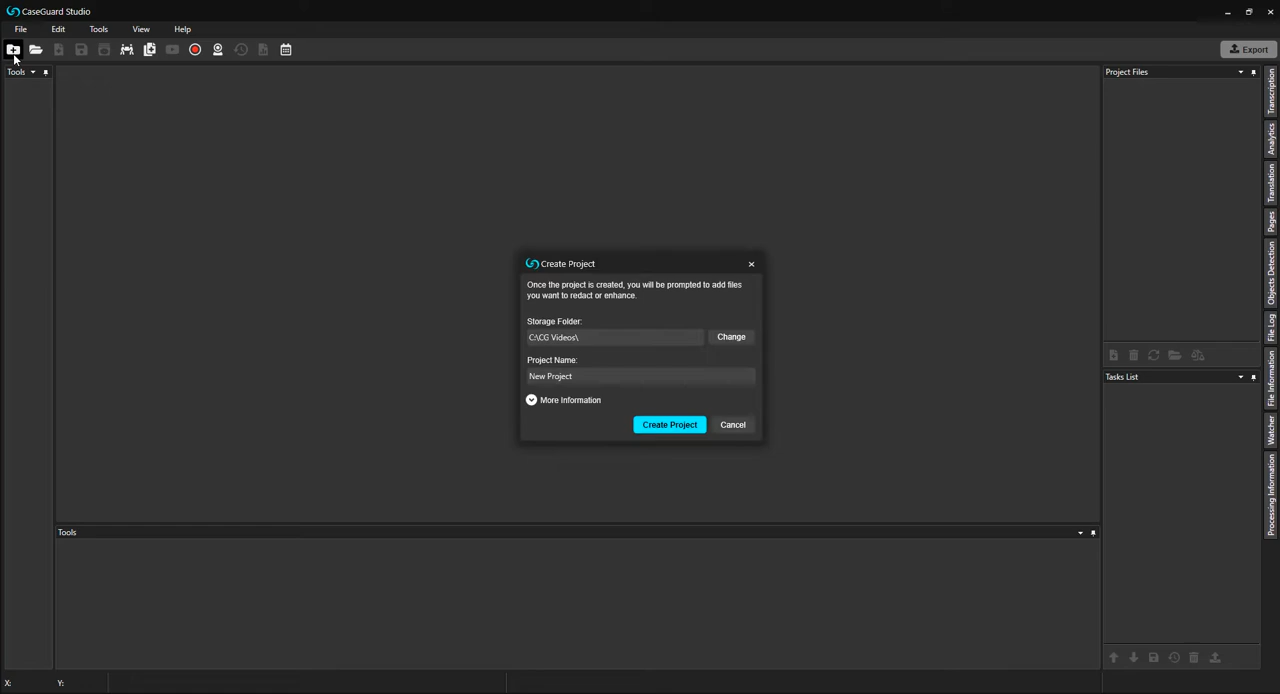 CaseGuard Studio
File Edit Tools View Help
Export
Tools
Project Files
Transcription
Analytics
Translation
Pages
Objects Detection
File Log
File Information
Watcher
Processing Information
Create Project
Once the project is created, you will be prompted to add files
you want to redact or enhance.
Storage Folder:
C:\CG Videos\
Change
Project Name:
New Project
More Information
Create Project Cancel
Tasks List
Tools
X: Y: